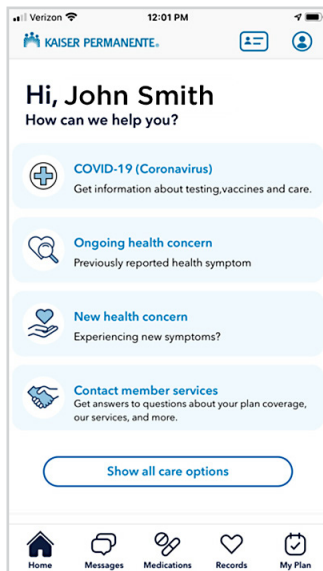 Verizon 12:01 PM
KAISER PERMANENTE®
Hi, John Smith
How can we help you?
COVID-19 (Coronavirus)
Get information about testing,vaccines and care.
Ongoing health concern
Previously reported health symptom
New health concern
Experiencing new symptoms?
Contact member services
Get answers to questions about your plan coverage,
our services, and more.
Show all care options
Home Messages Medications Records My Plan